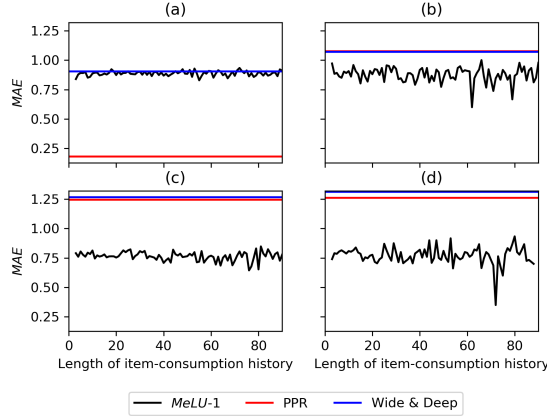 (a)
(b)
MAE
1.25
1.00
0.75
0.50
0.25
(c)
(d)
MAE
1.25
1.00
0.75
0.50
0.25
0 20 40 60 80
0 20 40 60 80
Length of item-consumption history
Length of item-consumption history
MeLU-1 PPR Wide & Deep